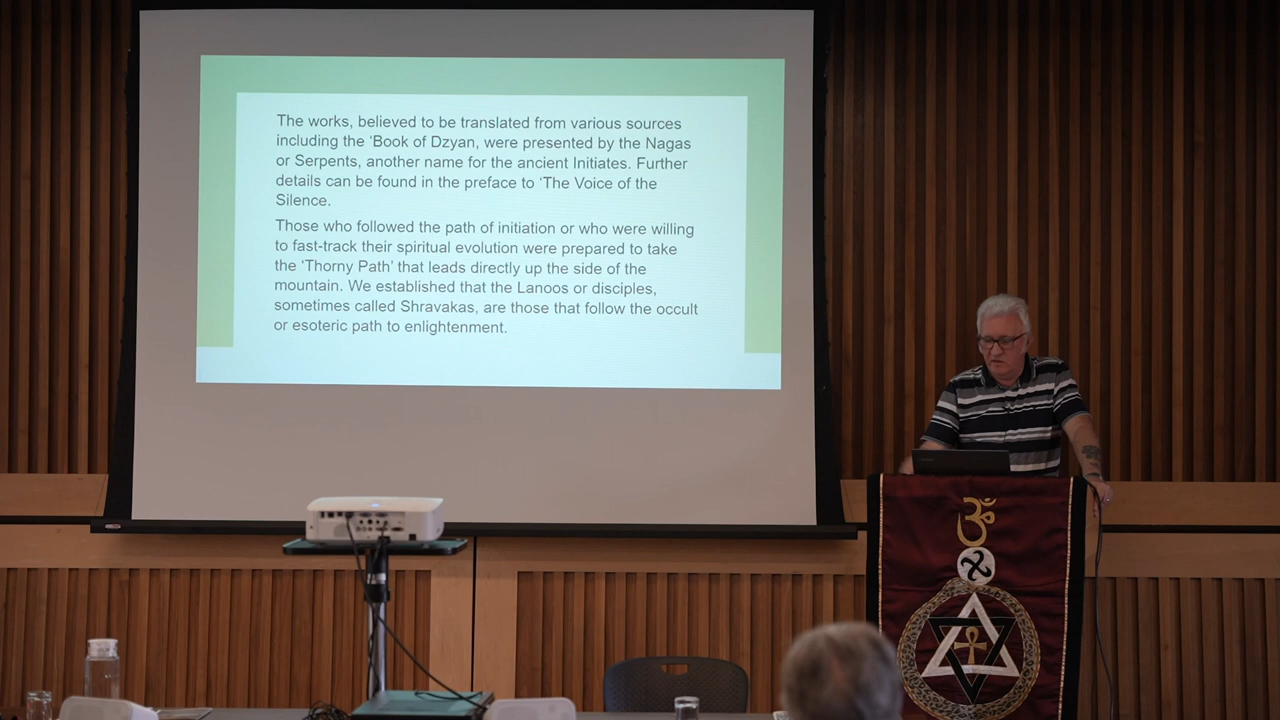 The works, believed to be translated from various sources
including the ‘Book of Dzyan, were presented by the Nagas
or Serpents, another name for the ancient Initiates. Further
details can be found in the preface to ‘The Voice of the
Silence.
Those who followed the path of initiation or who were willing
to fast-track their spiritual evolution were prepared to take
the ‘Thorny Path’ that leads directly up the side of the
mountain. We established that the Lanoos or disciples,
sometimes called Shravakas, are those that follow the occult
or esoteric path to enlightenment.
ॐ